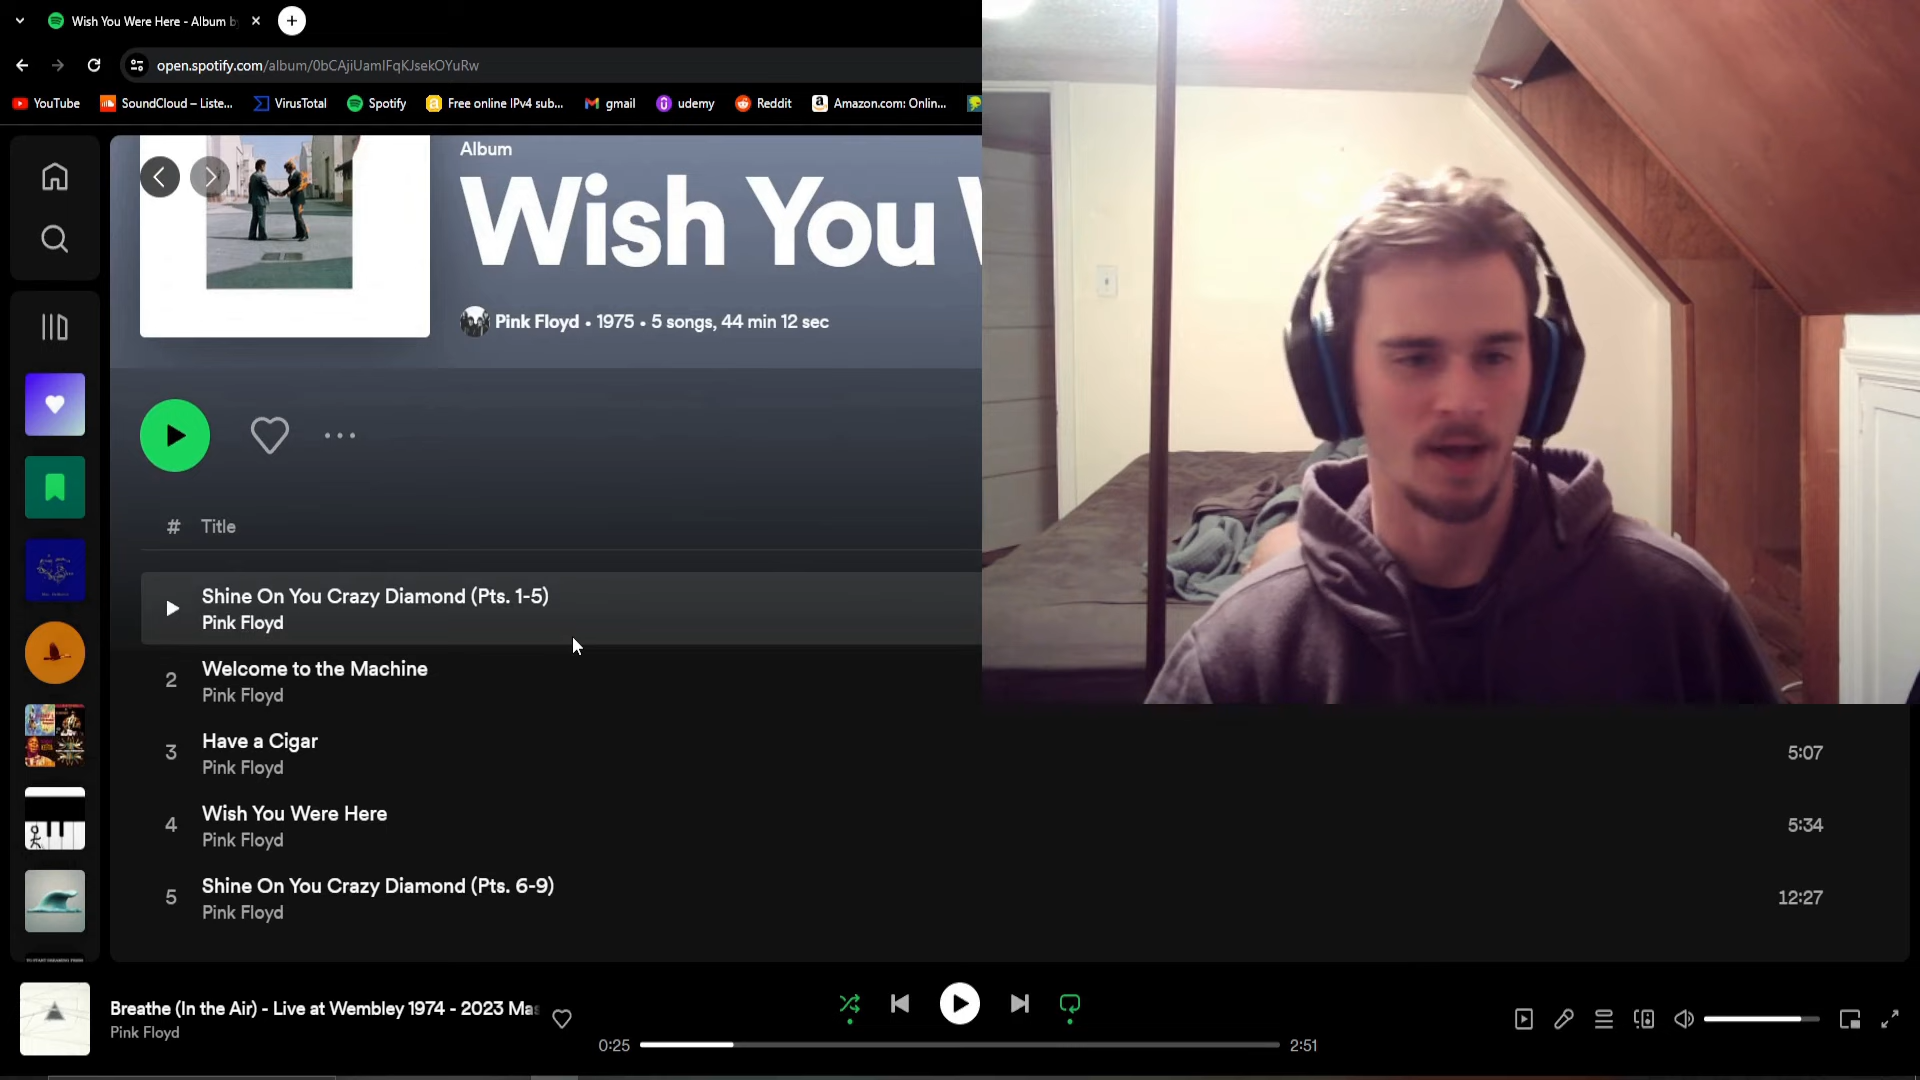 Wish You Were Here - Album b
open.spotify.com/album/0bCAjiUamIFqKJsekOYuRw
YouTube
SoundCloud – Liste...
VirusTotal
Spotify
Free online IPv4 sub...
gmail
udemy
Reddit
Amazon.com: Onlin...
Album
Wish You
Pink Floyd • 1975 • 5 songs, 44 min 12 sec
# Title
Shine On You Crazy Diamond (Pts. 1-5)
Pink Floyd
2 Welcome to the Machine
Pink Floyd
3 Have a Cigar 5:07
Pink Floyd
4 Wish You Were Here 5:34
Pink Floyd
5 Shine On You Crazy Diamond (Pts. 6-9) 12:27
Pink Floyd
Breathe (In the Air) - Live at Wembley 1974 - 2023 Mas
Pink Floyd
0:25 2:51